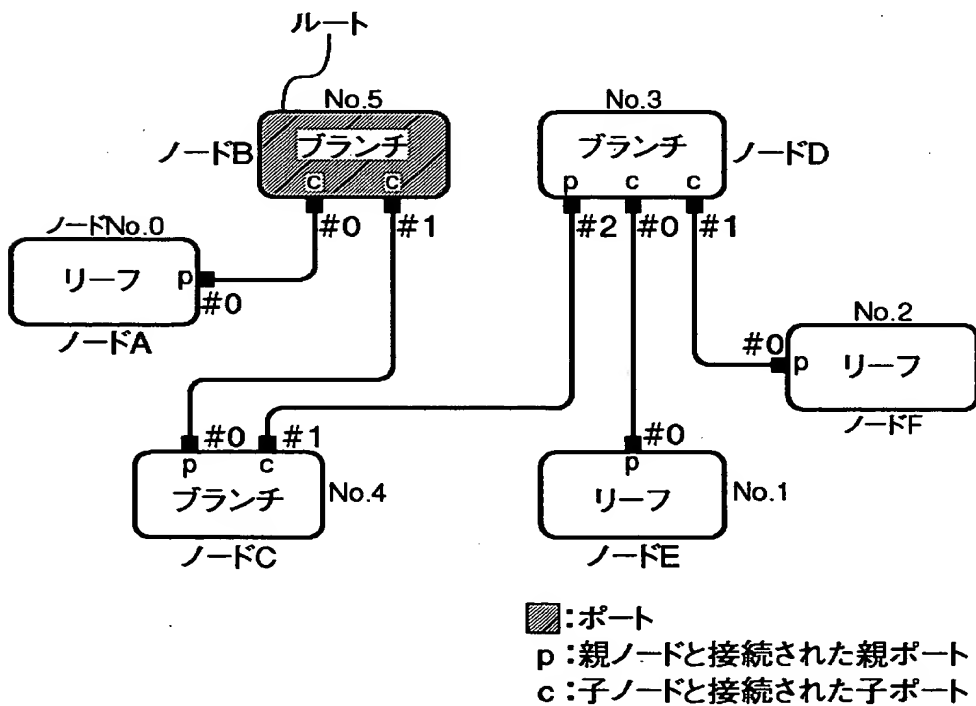 ルート
No.5
ブランチ
ノードB
c
c
#0
#1
No.3
ブランチ
ノードD
p
c
c
#2
#0
#1
ノードNo.0
リーフ
p
#0
ノードA
No.2
#0
p
リーフ
ノードF
#0
#1
p
c
ブランチ
No.4
ノードC
#0
p
リーフ
No.1
ノードE
:ポート
p:親ノードと接続された親ポート
c:子ノードと接続された子ポート